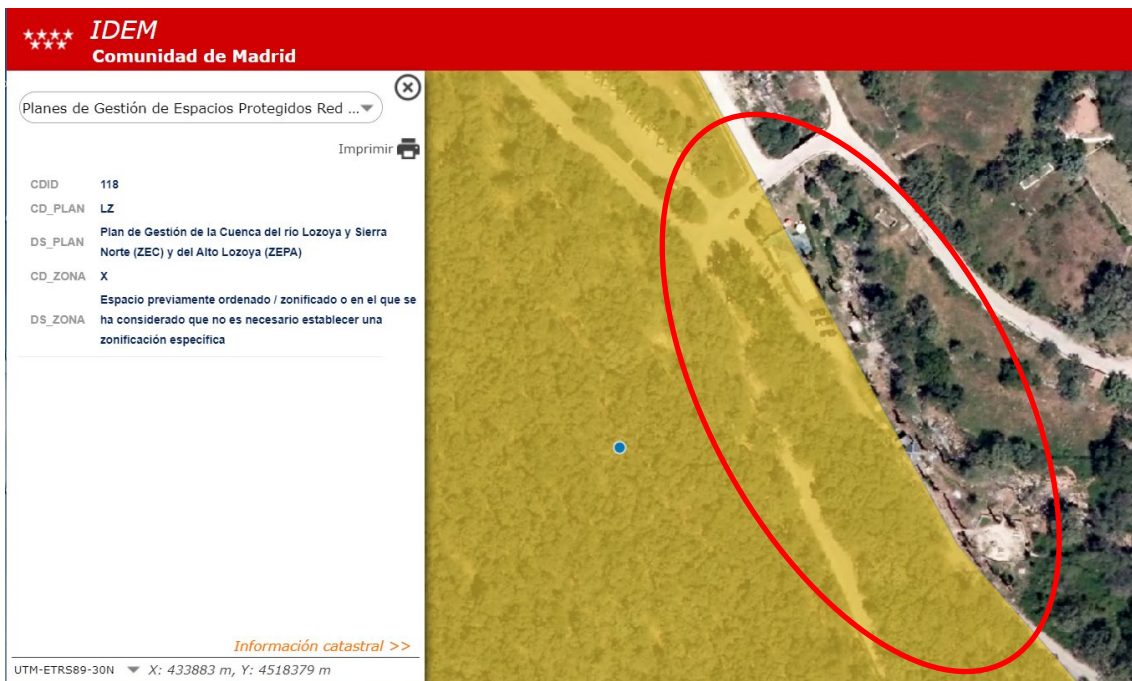 IDEM
Comunidad de Madrid
Planes de Gestión de Espacios Protegidos Red ...
Imprimir
CDID 118
CD_PLAN LZ
DS_PLAN Plan de Gestión de la Cuenca del río Lozoya y Sierra
Norte (ZEC) y del Alto Lozoya (ZEPA)
CD_ZONA X
Espacio previamente ordenado / zonificado o en el que se
DS_ZONA ha considerado que no es necesario establecer una
zonificación específica
Información catastral >>
UTM-ETRS89-30N X: 433883 m, Y: 4518379 m